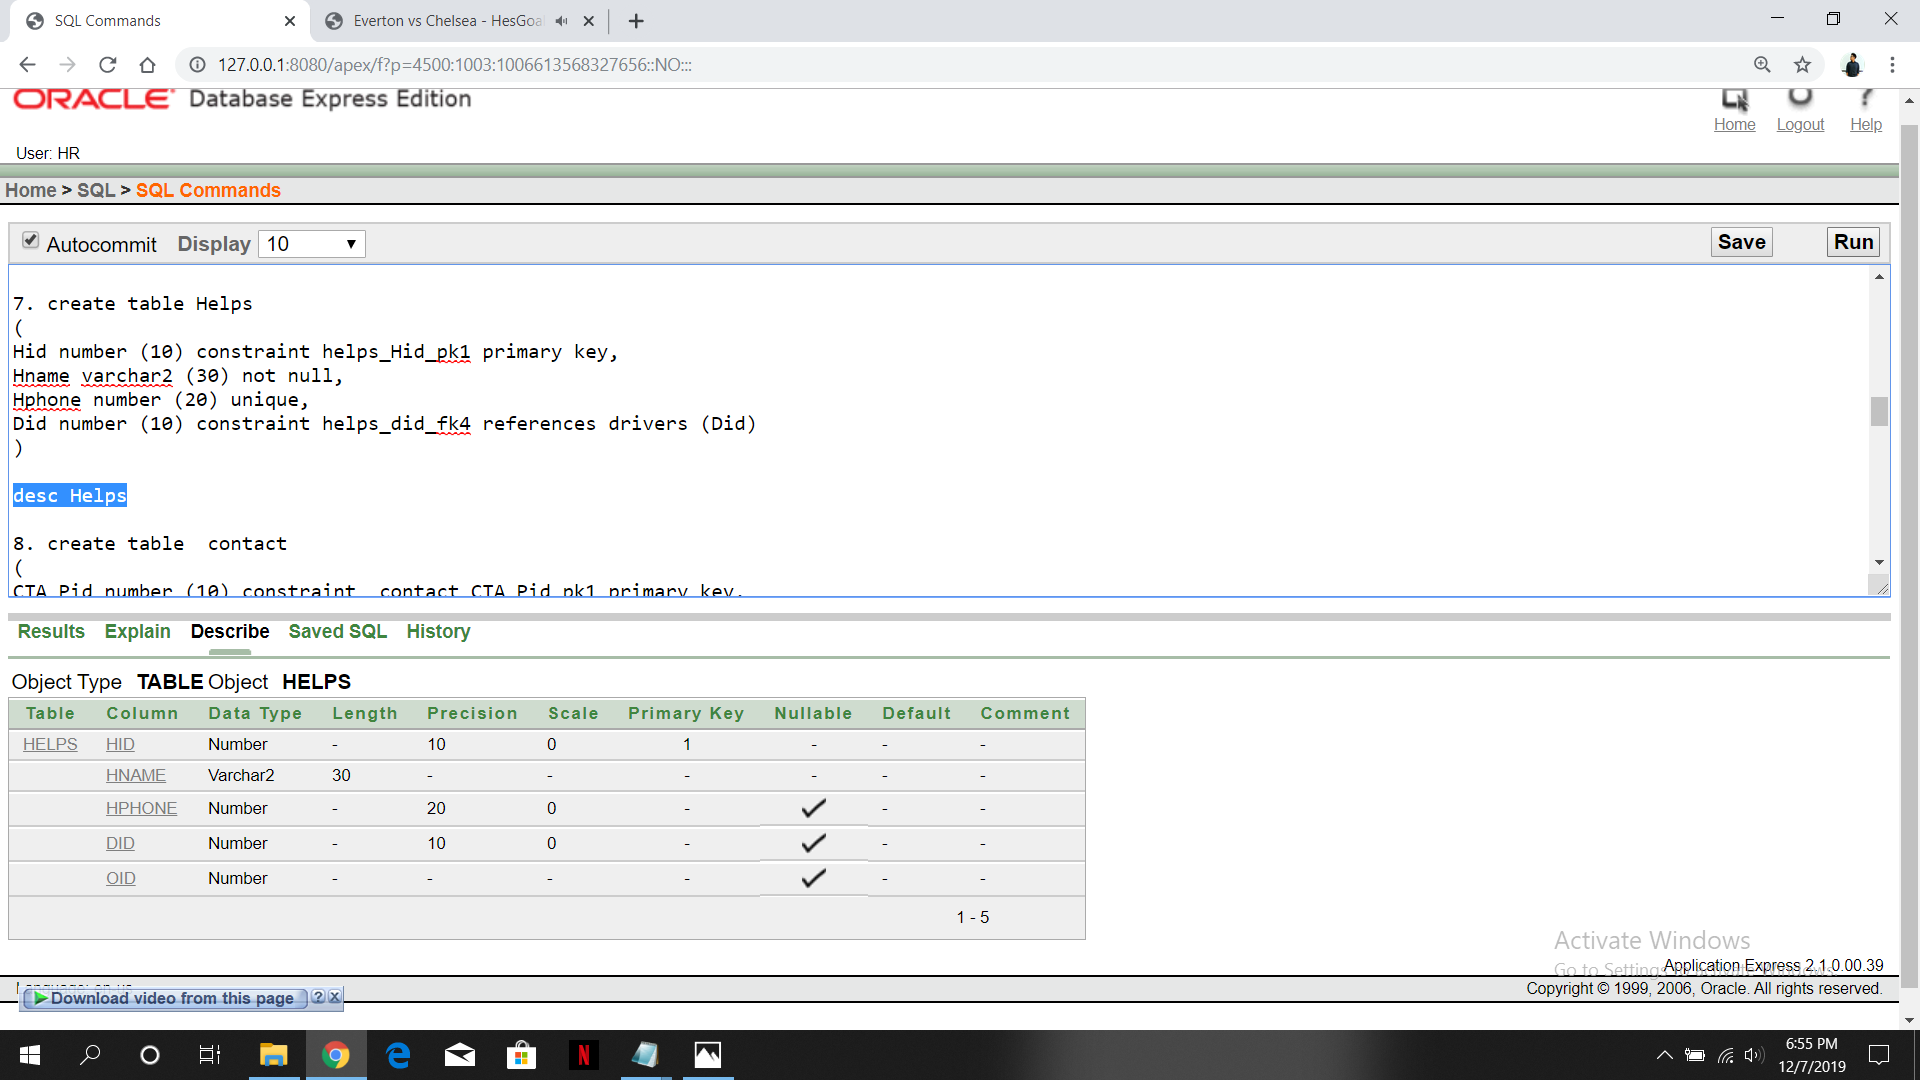 SQL Commands
Everton vs Chelsea - HesGoa
127.0.0.1:8080/apex/f?p=4500:1003:1006613568327656::NO:::
ORACLE Database Express Edition
Home Logout Help
User: HR
Home > SQL > SQL Commands
Autocommit Display 10 Save Run
7. create table Helps
(
Hid number (10) constraint helps_Hid_pk1 primary key,
Hname varchar2 (30) not null,
Hphone number (20) unique,
Did number (10) constraint helps_did_fk4 references drivers (Did)
)
desc Helps
8. create table  contact
(
CTA_Pid number (10) constraint  contact_CTA_Pid_pk1 primary key,
Results Explain Describe Saved SQL History
Object Type TABLE Object HELPS
Table Column Data Type Length Precision Scale Primary Key Nullable Default Comment
HELPS HID Number - 10 0 1 - - -
HNAME Varchar2 30 - - - - - -
HPHONE Number - 20 0 - - -
DID Number - 10 0 - - -
OID Number - - - - - -
1 - 5
Activate Windows
Go to Settings
Application Express 2.1.0.00.39
Language: en-us
Copyright © 1999, 2006, Oracle. All rights reserved.
Download video from this page ? X
6:55 PM
12/7/2019